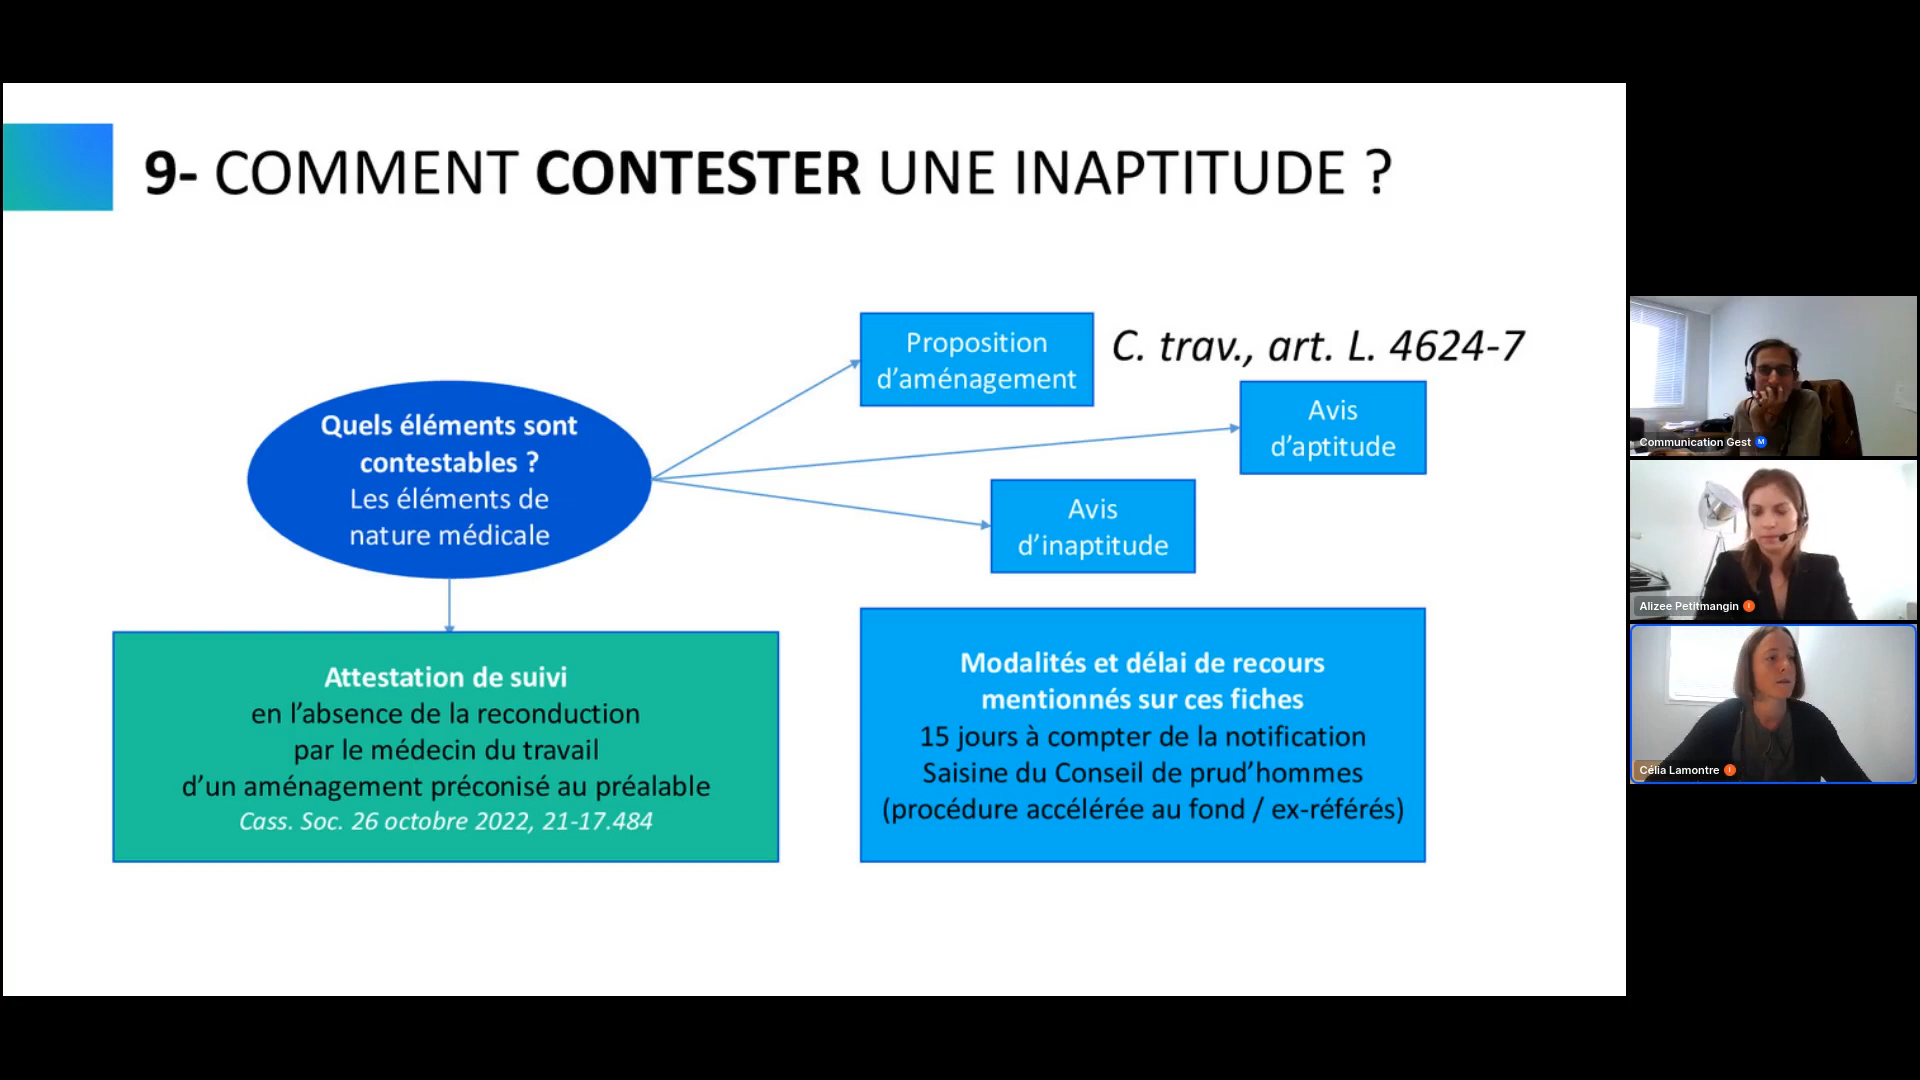 9- COMMENT CONTESTER UNE INAPTITUDE ?
Quels éléments sont
contestables ?
Les éléments de
nature médicale
Proposition
d’aménagement
C. trav., art. L. 4624-7
Avis
d’aptitude
Avis
d’inaptitude
Attestation de suivi
en l’absence de la reconduction
par le médecin du travail
d’un aménagement préconisé au préalable
Cass. Soc. 26 octobre 2022, 21-17.484
Modalités et délai de recours
mentionnés sur ces fiches
15 jours à compter de la notification
Saisine du Conseil de prud’hommes
(procédure accélérée au fond / ex-référés)
Communication Gest M
Alizee Petitmangin I
Célia Lamontre I